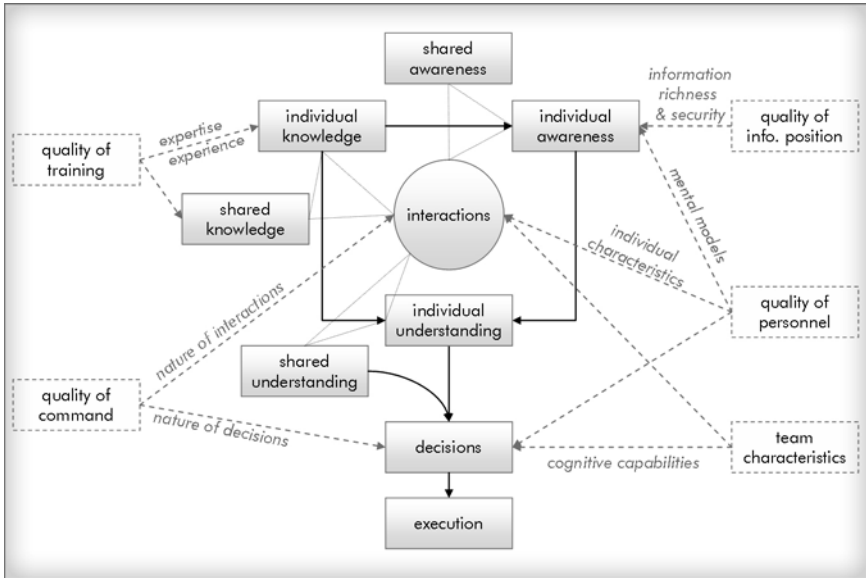 shared
awareness
information
richness
& security
individual
knowledge
individual
awareness
quality of
info. position
expertise
experience
quality of
training
shared
knowledge
interactions
mental models
individual
characteristics
nature of interactions
individual
understanding
quality of
personnel
shared
understanding
quality of
command
nature of decisions
decisions
cognitive capabilities
team
characteristics
execution